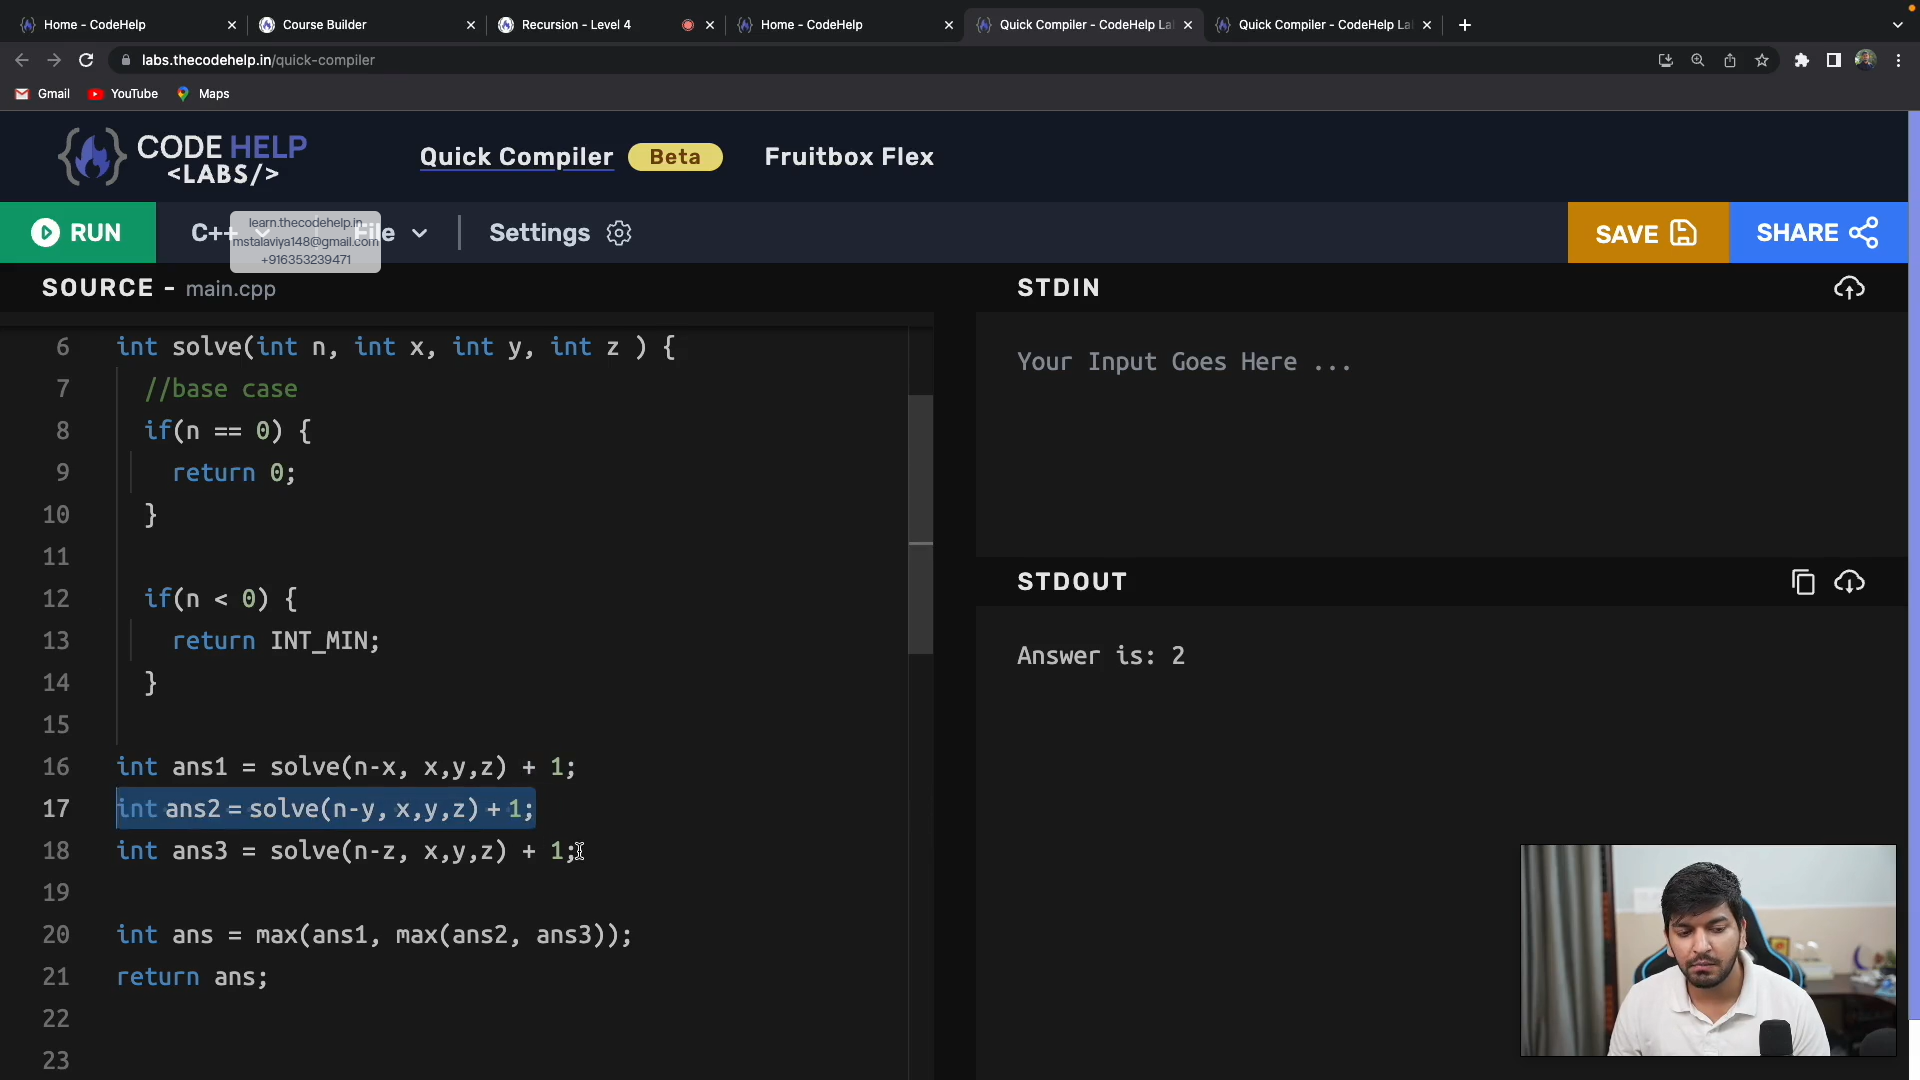 Home - CodeHelp
Course Builder
Recursion - Level 4
Home - CodeHelp
Quick Compiler - CodeHelp La
Quick Compiler - CodeHelp La
labs.thecodehelp.in/quick-compiler
Gmail
YouTube
Maps
CODE HELP
<LABS/>
Quick Compiler
Beta
Fruitbox Flex
RUN
C++
File
Settings
SAVE
SHARE
learn.thecodehelp.in
mstalaviya148@gmail.com
+916353239471
SOURCE - main.cpp
6 int solve(int n, int x, int y, int z ) {
7 //base case
8 if(n == 0) {
9 return 0;
10 }
11
12 if(n < 0) {
13 return INT_MIN;
14 }
15
16 int ans1 = solve(n-x, x,y,z) + 1;
17 int ans2 = solve(n-y, x,y,z) + 1;
18 int ans3 = solve(n-z, x,y,z) + 1;
19
20 int ans = max(ans1, max(ans2, ans3));
21 return ans;
22
23
STDIN
Your Input Goes Here ...
STDOUT
Answer is: 2